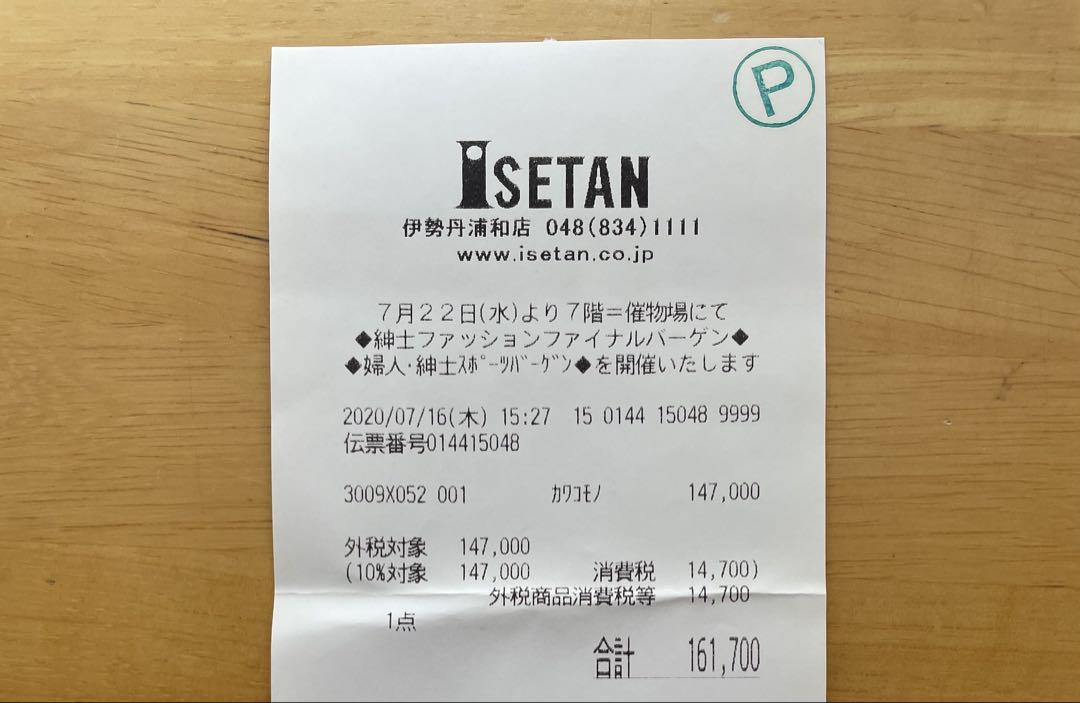 P
ISETAN
伊勢丹浦和店 048(834)1111
www.isetan.co.jp
7月22日(水)より7階=催物場にて
◆紳士ファッションファイナルバーゲン◆
◆婦人・紳士ｽﾎﾟｰﾂﾊﾞｰｹﾞﾝ◆を開催いたします
2020/07/16(木) 15:27 15 0144 15048 9999
伝票番号014415048
3009X052 001 ｶﾜｺﾓﾉ 147,000
外税対象 147,000
(10%対象 147,000 消費税 14,700)
外税商品消費税等 14,700
1点
合計 161,700